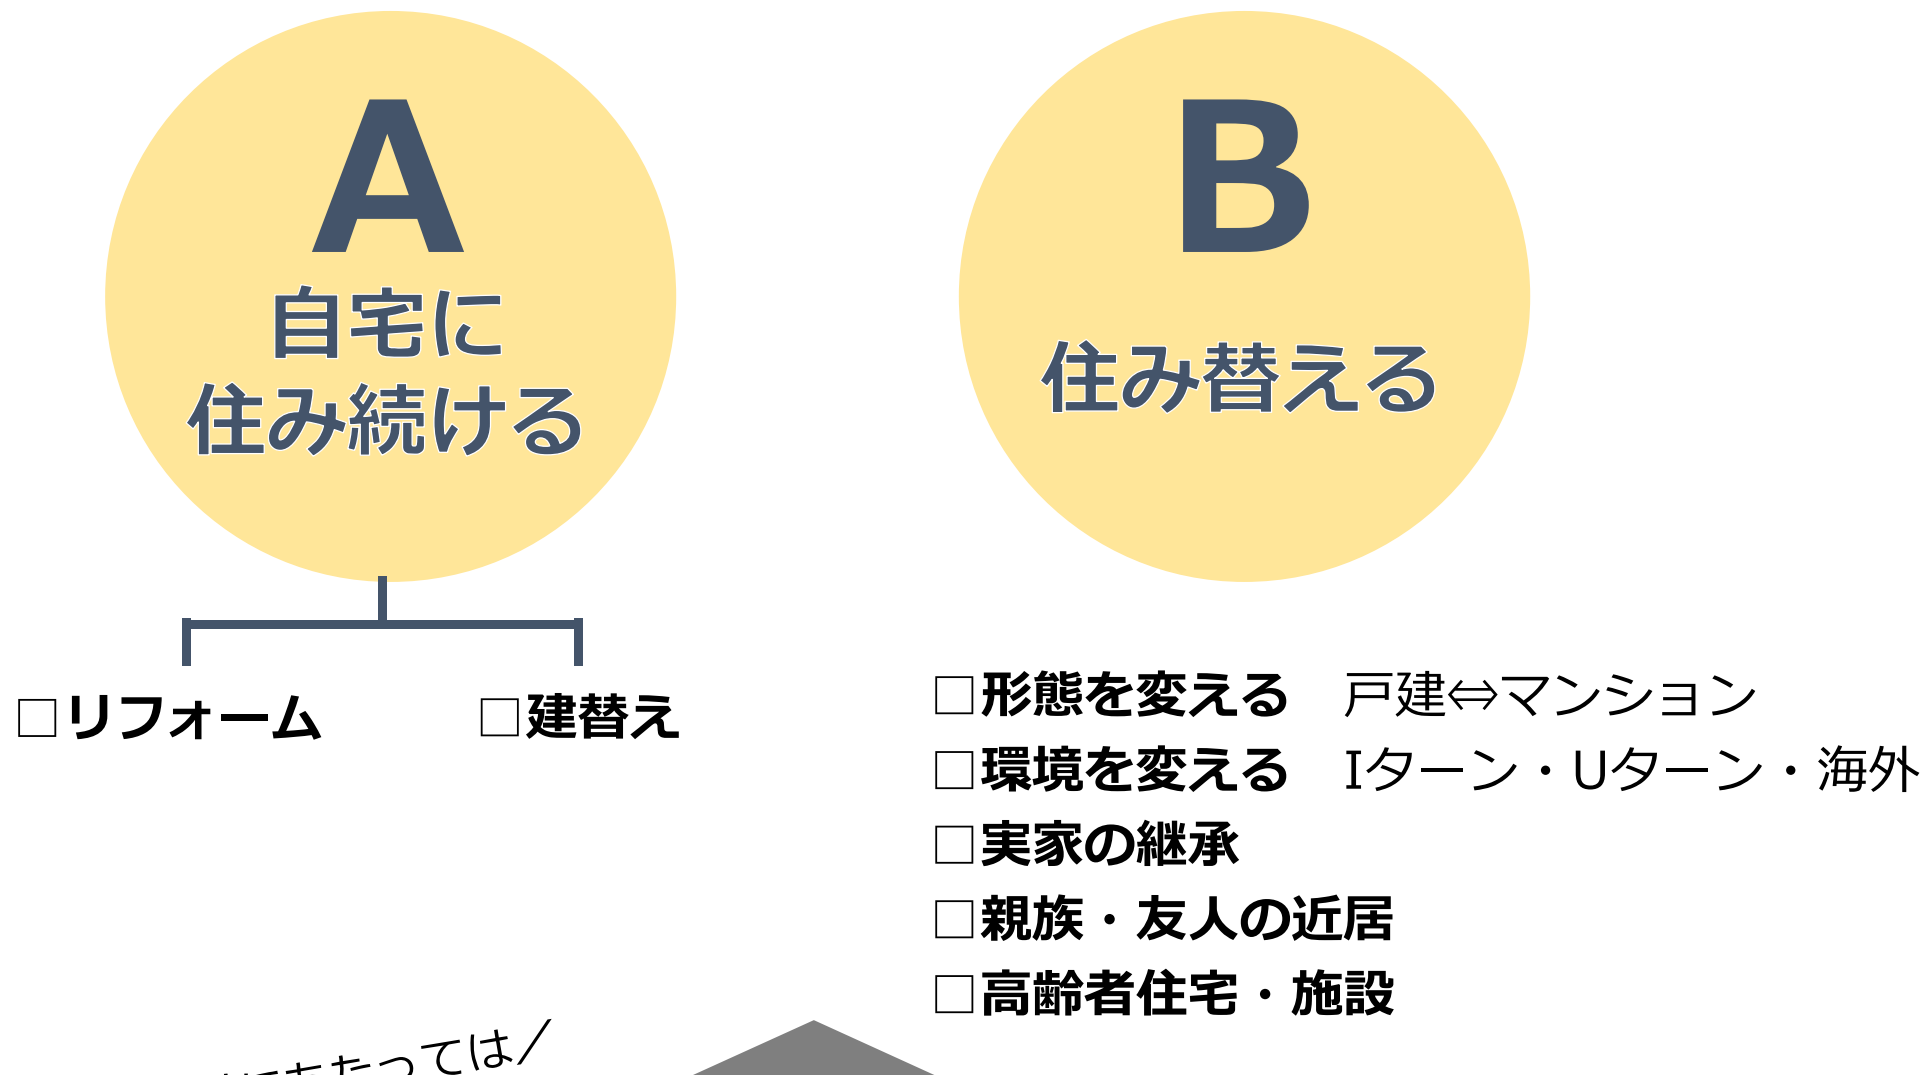 A
自宅に
住み続ける
□リフォーム
□建替え
B
住み替える
□形態を変える　戸建⇔マンション
□環境を変える　Iターン・Uターン・海外
□実家の継承
□親族・友人の近居
□高齢者住宅・施設
にあたっては／